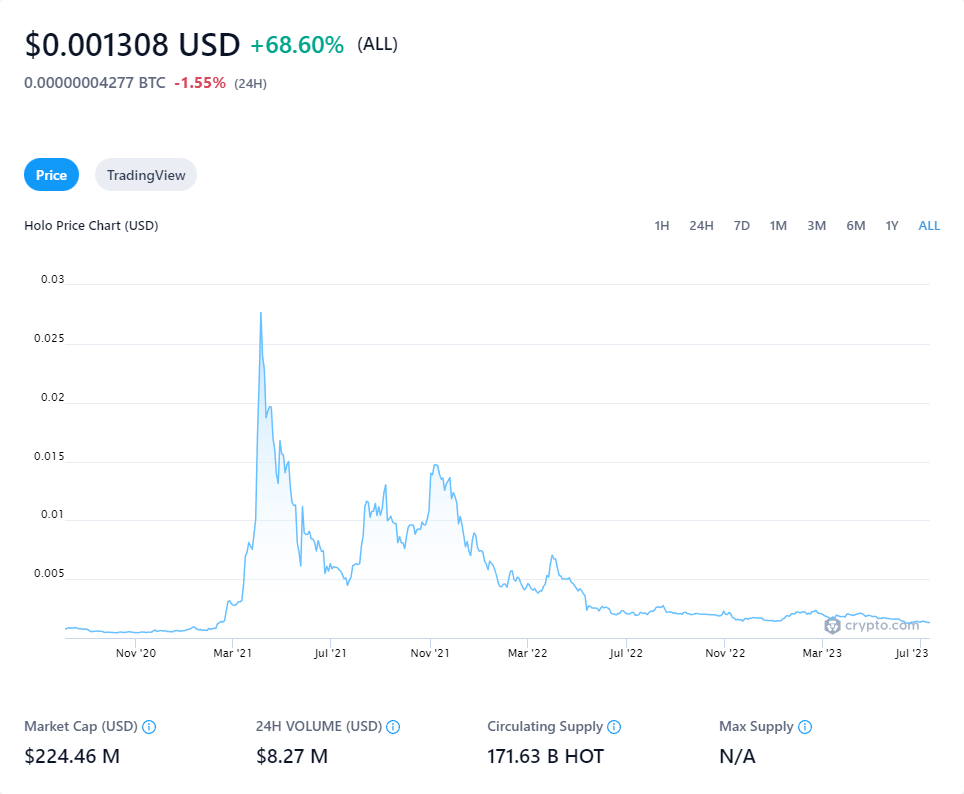 $0.001308 USD +68.60% (ALL)
0.00000004277 BTC -1.55% (24H)
Price TradingView
Holo Price Chart (USD) 1H 24H 7D 1M 3M 6M 1Y ALL
0.03
0.025
0.02
0.015
0.01
0.005
crypto.com
Nov '20 Mar '21 Jul '21 Nov '21 Mar '22 Jul '22 Nov '22 Mar '23 Jul '23
Market Cap (USD) 24H VOLUME (USD) Circulating Supply Max Supply
$224.46 M $8.27 M 171.63 B HOT N/A